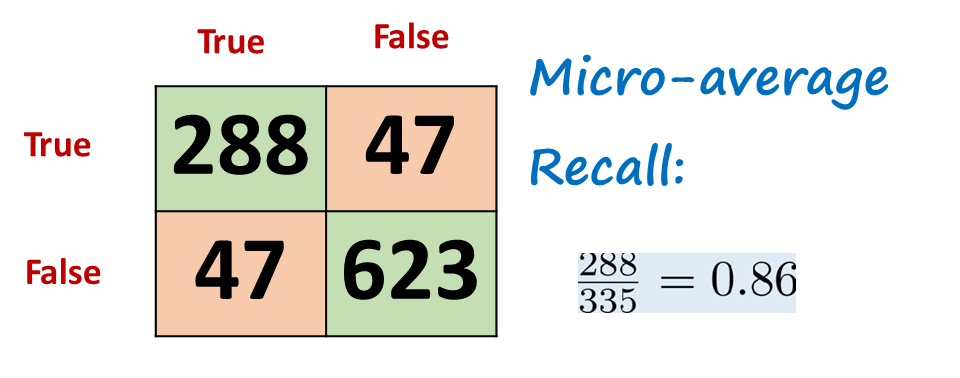 True False
True 288 47
False 47 623
Micro-average
Recall:
288
335 = 0.86